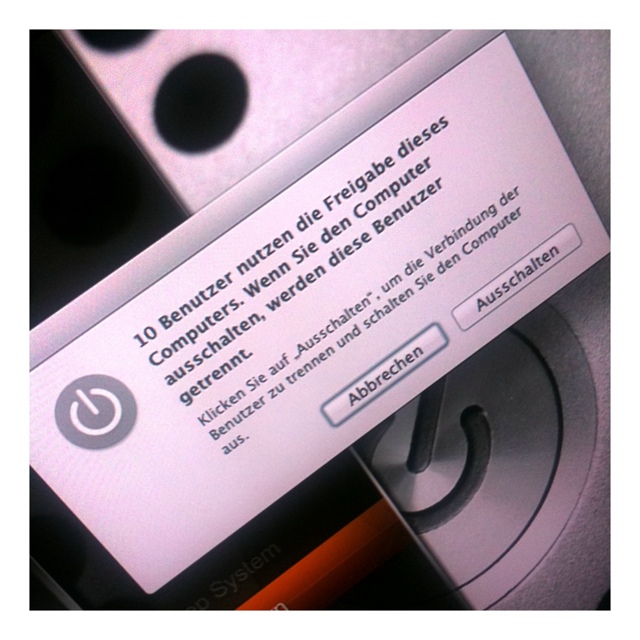 10 Benutzer nutzen die Freigabe dieses
Computers. Wenn Sie den Computer
ausschalten, werden diese Benutzer
getrennt.
Klicken Sie auf „Ausschalten“, um die Verbindung der
Benutzer zu trennen und schalten Sie den Computer
aus.
Abbrechen
Ausschalten
System